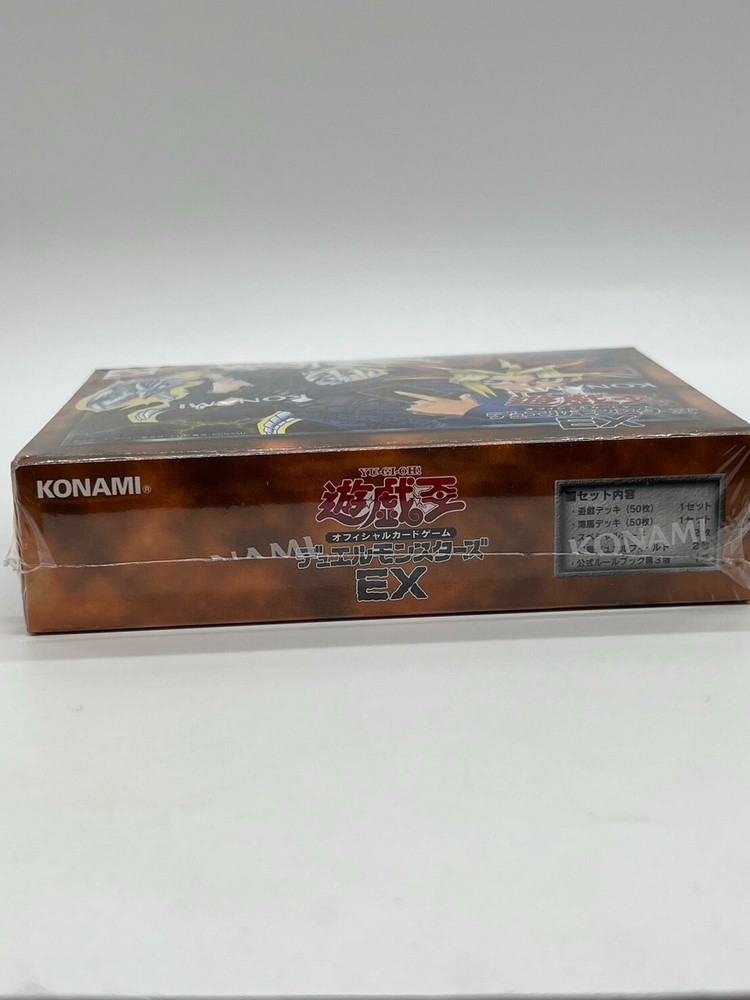 KONAMI
KONAMI®
YU-GI-OH!
遊戯王
オフィシャルカードゲーム
デュエルモンスターズ
EX
KONAMI
■セット内容
・遊戯デッキ（50枚） 1セット
・海馬デッキ（50枚）
KONAMI
・公式ルールブック第3版
EX
KONAMI